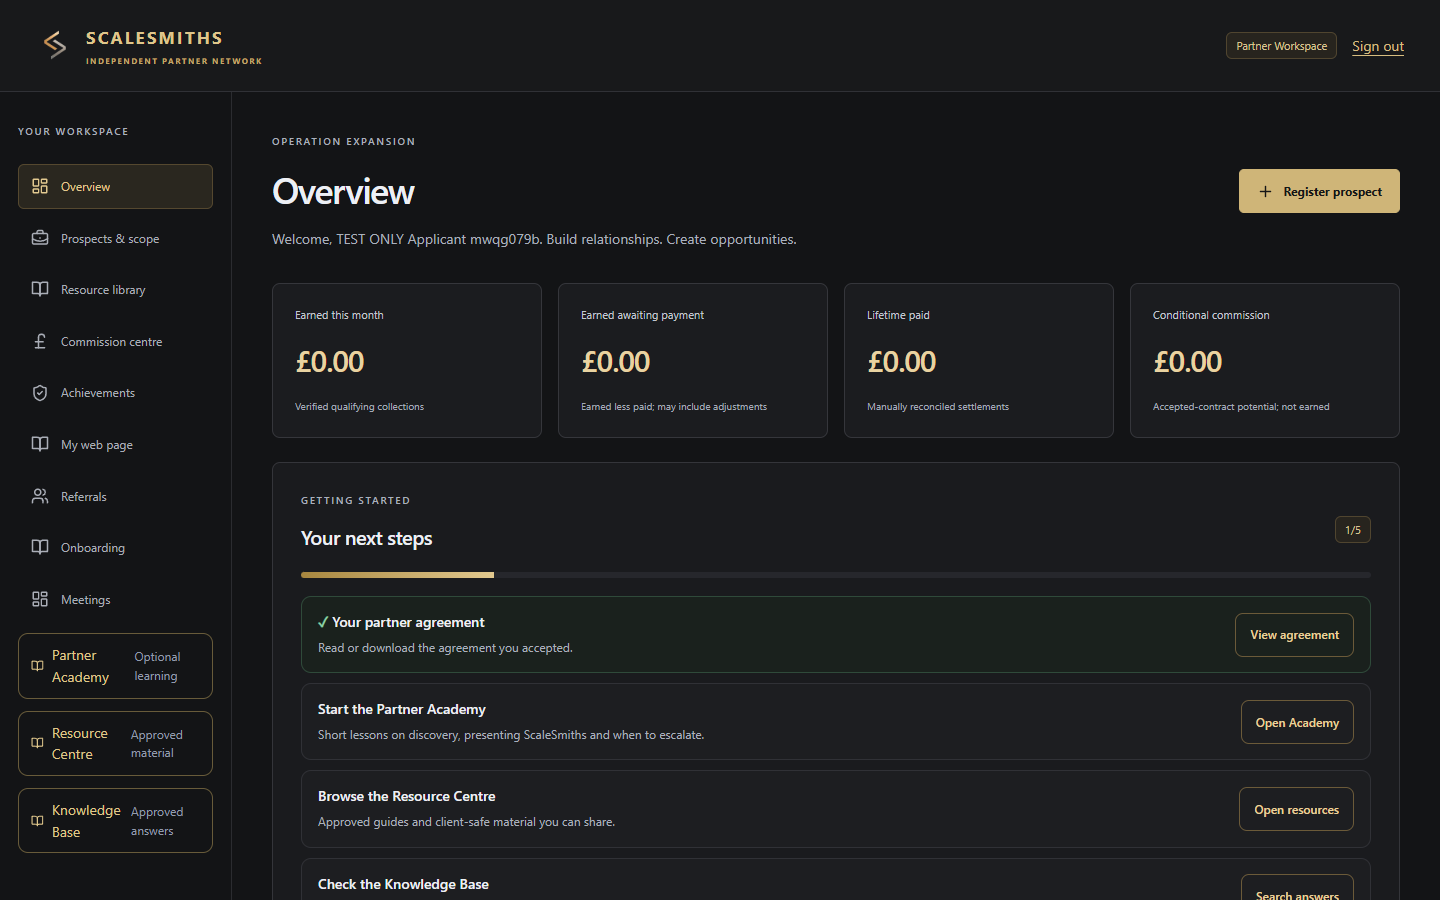 SCALESMITHS
INDEPENDENT PARTNER NETWORK
Partner Workspace
Sign out
YOUR WORKSPACE
Overview
Prospects & scope
Resource library
Commission centre
Achievements
My web page
Referrals
Onboarding
Meetings
Partner Academy
Optional learning
Resource Centre
Approved material
Knowledge Base
Approved answers
OPERATION EXPANSION
Overview
Register prospect
Welcome, TEST ONLY Applicant mwqg079b. Build relationships. Create opportunities.
Earned this month
£0.00
Verified qualifying collections
Earned awaiting payment
£0.00
Earned less paid; may include adjustments
Lifetime paid
£0.00
Manually reconciled settlements
Conditional commission
£0.00
Accepted-contract potential; not earned
GETTING STARTED
Your next steps
1/5
✓ Your partner agreement
Read or download the agreement you accepted.
View agreement
Start the Partner Academy
Short lessons on discovery, presenting ScaleSmiths and when to escalate.
Open Academy
Browse the Resource Centre
Approved guides and client-safe material you can share.
Open resources
Check the Knowledge Base
Search answers